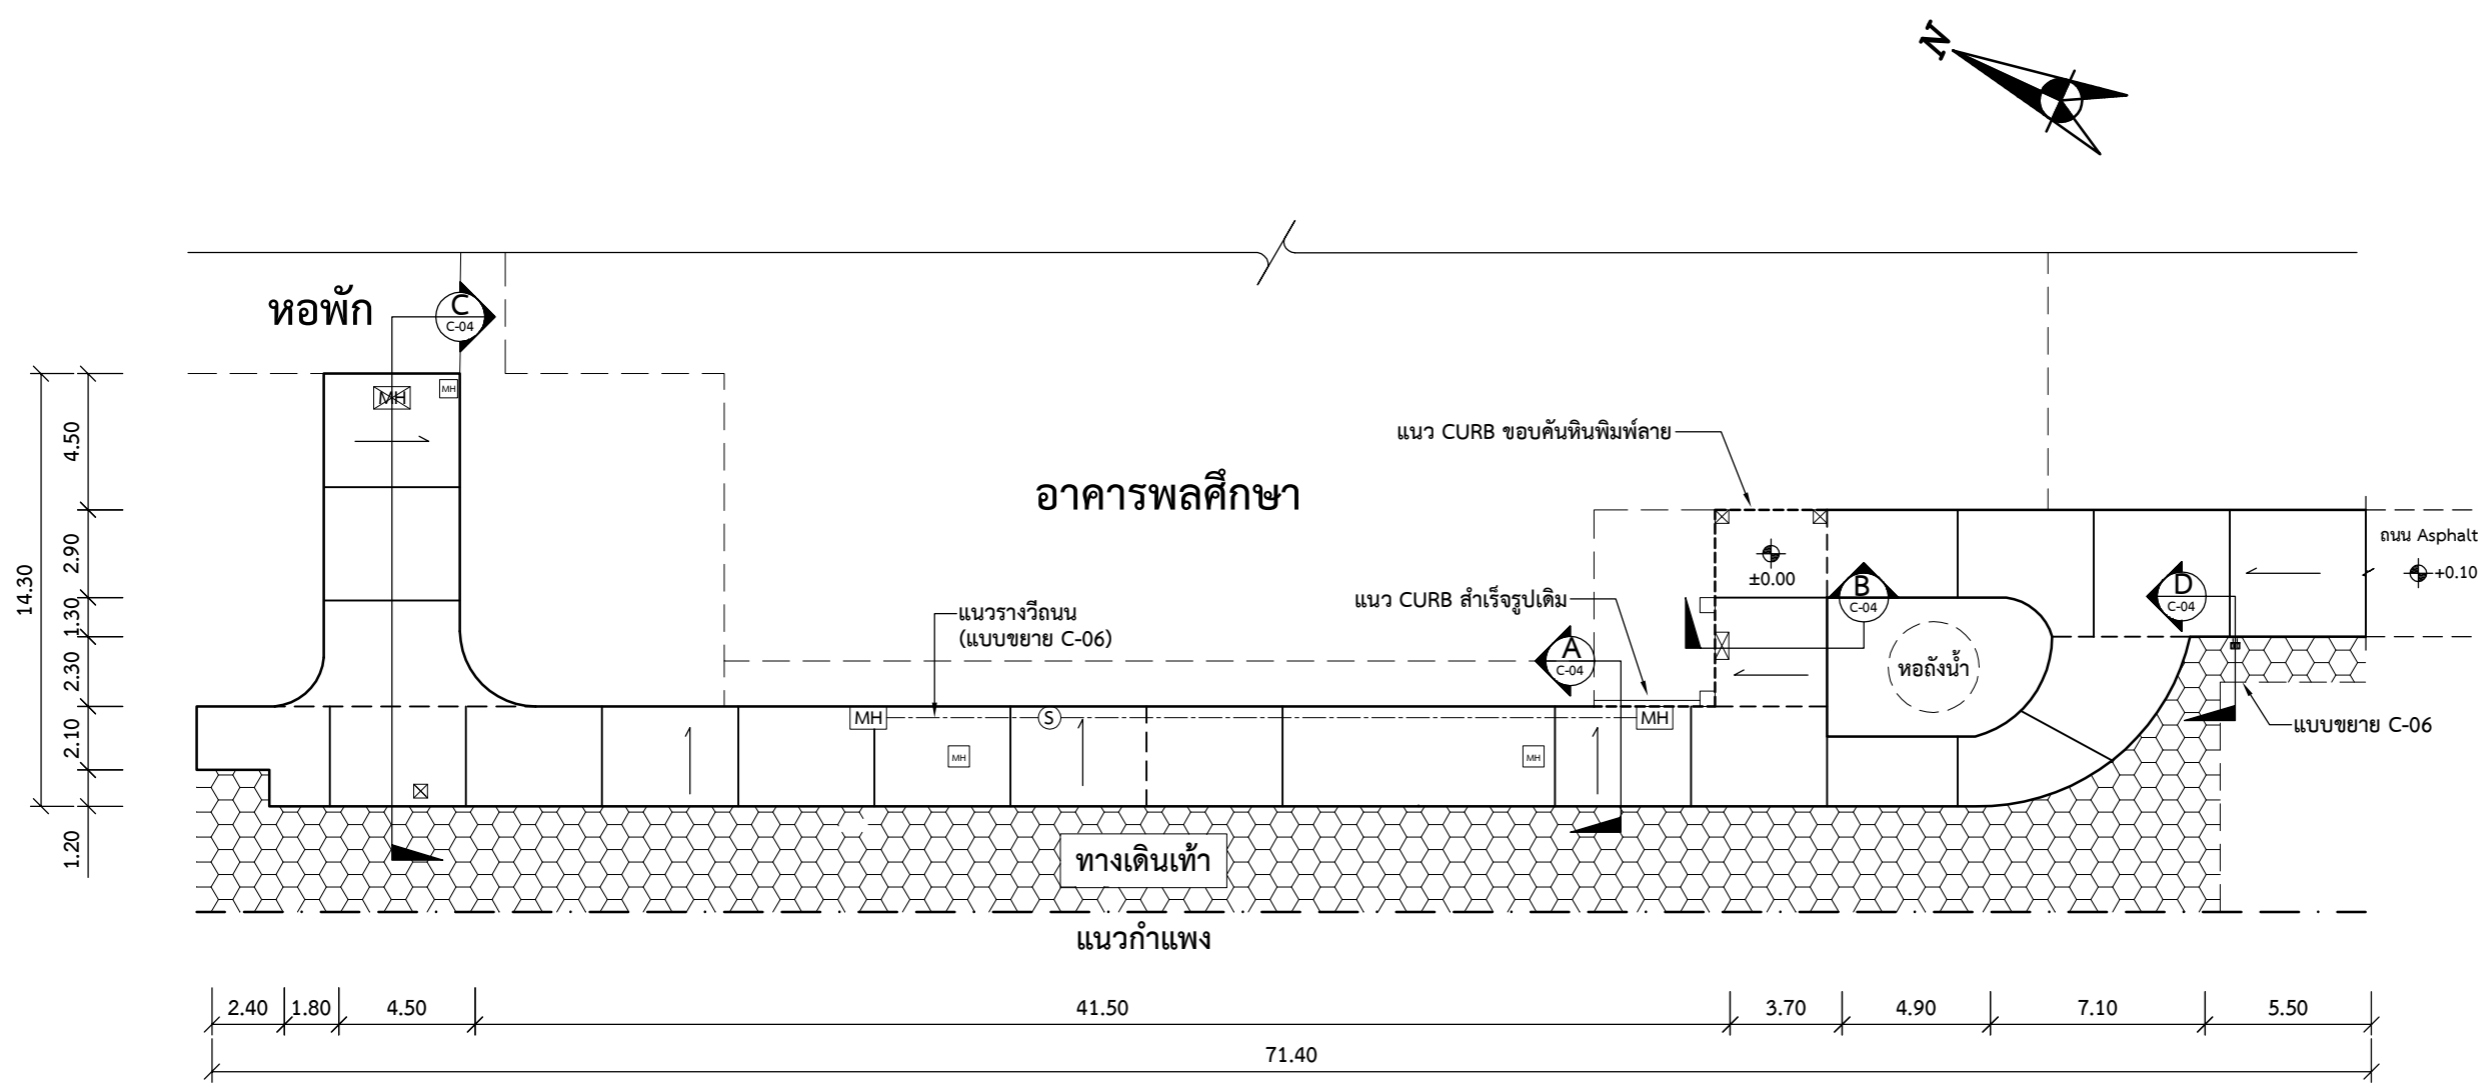 N
หอพัก
C
C-04
MH
MH
แนว CURB ขอบคันหินพิมพ์ลาย
อาคารพลศึกษา
ถนน Asphalt
±0.00
+0.10
B
C-04
D
C-04
แนว CURB สำเร็จรูปเดิม
แนวรางวีถนน
(แบบขยาย C-06)
A
C-04
หอถังน้ำ
MH
S
MH
แบบขยาย C-06
MH
MH
ทางเดินเท้า
แนวกำแพง
14.30
4.50
2.90
1.30
2.30
2.10
1.20
2.40
1.80
4.50
41.50
3.70
4.90
7.10
5.50
71.40